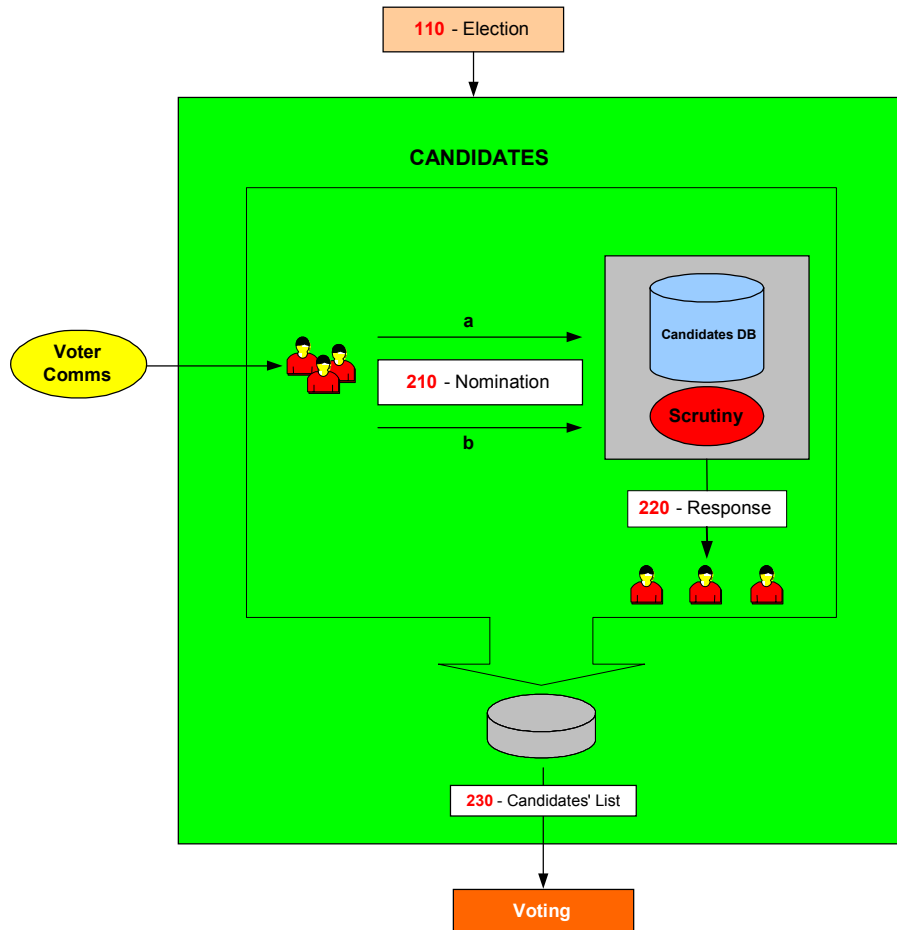 110 - Election
CANDIDATES
a
Candidates DB
Voter
Comms
210 - Nomination
Scrutiny
b
220 - Response
230 - Candidates' List
Voting